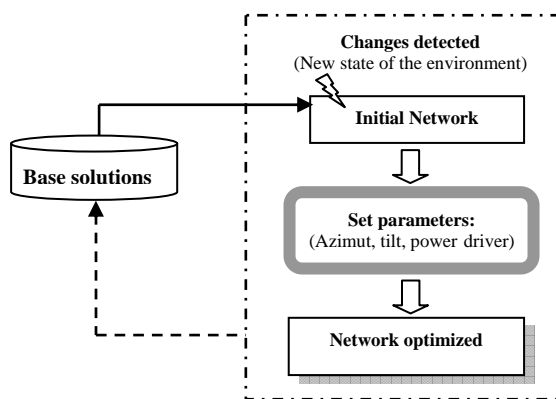 Changes detected
(New state of the environment)
Initial Network
Base solutions
Set parameters:
(Azimut, tilt, power driver)
Network optimized